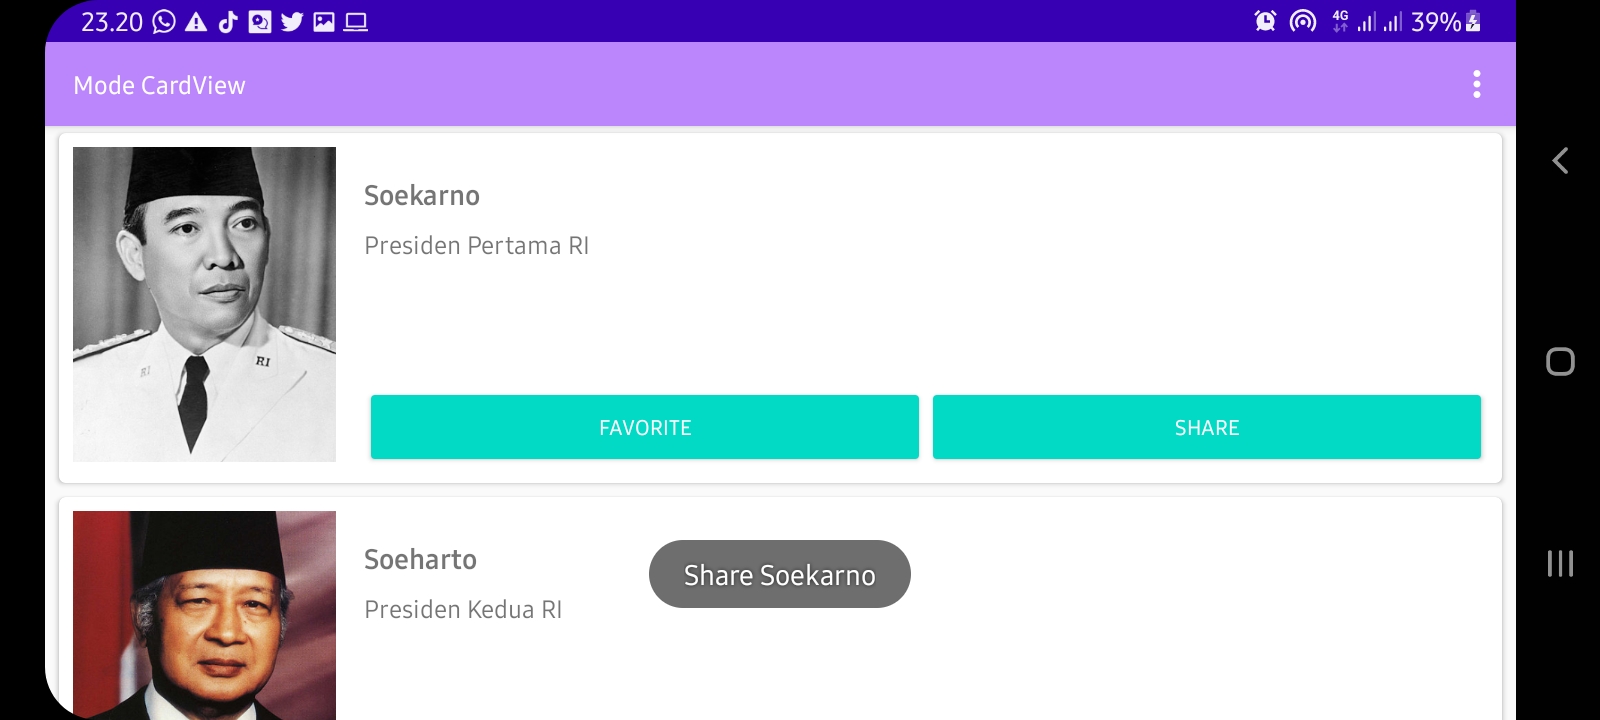 23.20
4G
39%
Mode CardView
Soekarno
Presiden Pertama RI
RI
RI
FAVORITE
SHARE
Soeharto
Presiden Kedua RI
Share Soekarno